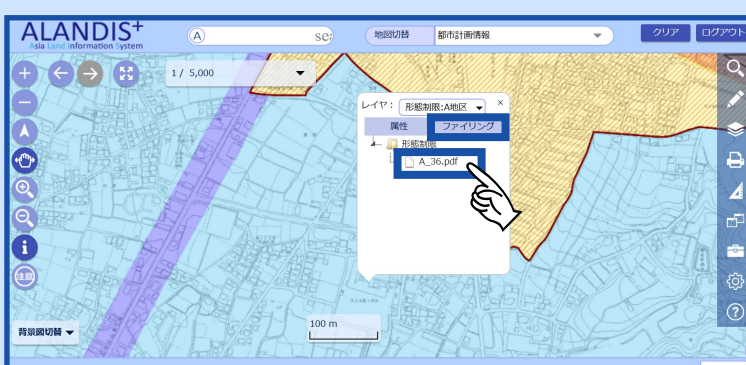 ALANDIS+
Asia Land Information System
A
se
地図切替
都市計画情報
クリア
ログアウト
1 / 5,000
レイヤ：
形態制限:A地区
×
属性
ファイリング
形態制限
A_36.pdf
i
注意
背景図切替
100 m
?